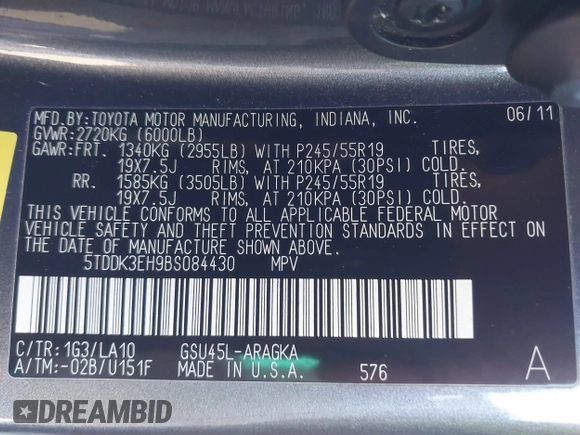 MFD.BY:TOYOTA MOTOR MANUFACTURING, INDIANA, INC. 06/11
GVWR:2720KG (6000LB)
GAWR:FRT. 1340KG (2955LB) WITH P245/55R19 TIRES,
19X7.5J RIMS, AT 210KPA (30PSI) COLD.
RR. 1585KG (3505LB) WITH P245/55R19 TIRES,
19X7.5J RIMS, AT 210KPA (30PSI) COLD.
THIS VEHICLE CONFORMS TO ALL APPLICABLE FEDERAL MOTOR
VEHICLE SAFETY AND THEFT PREVENTION STANDARDS IN EFFECT ON
THE DATE OF MANUFACTURE SHOWN ABOVE.
5TDDK3EH9BS084430 MPV
C/TR:1G3/LA10 GSU45L-ARAGKA
A/TM:-02B/U151F MADE IN U.S.A. 576 A
DREAMBID